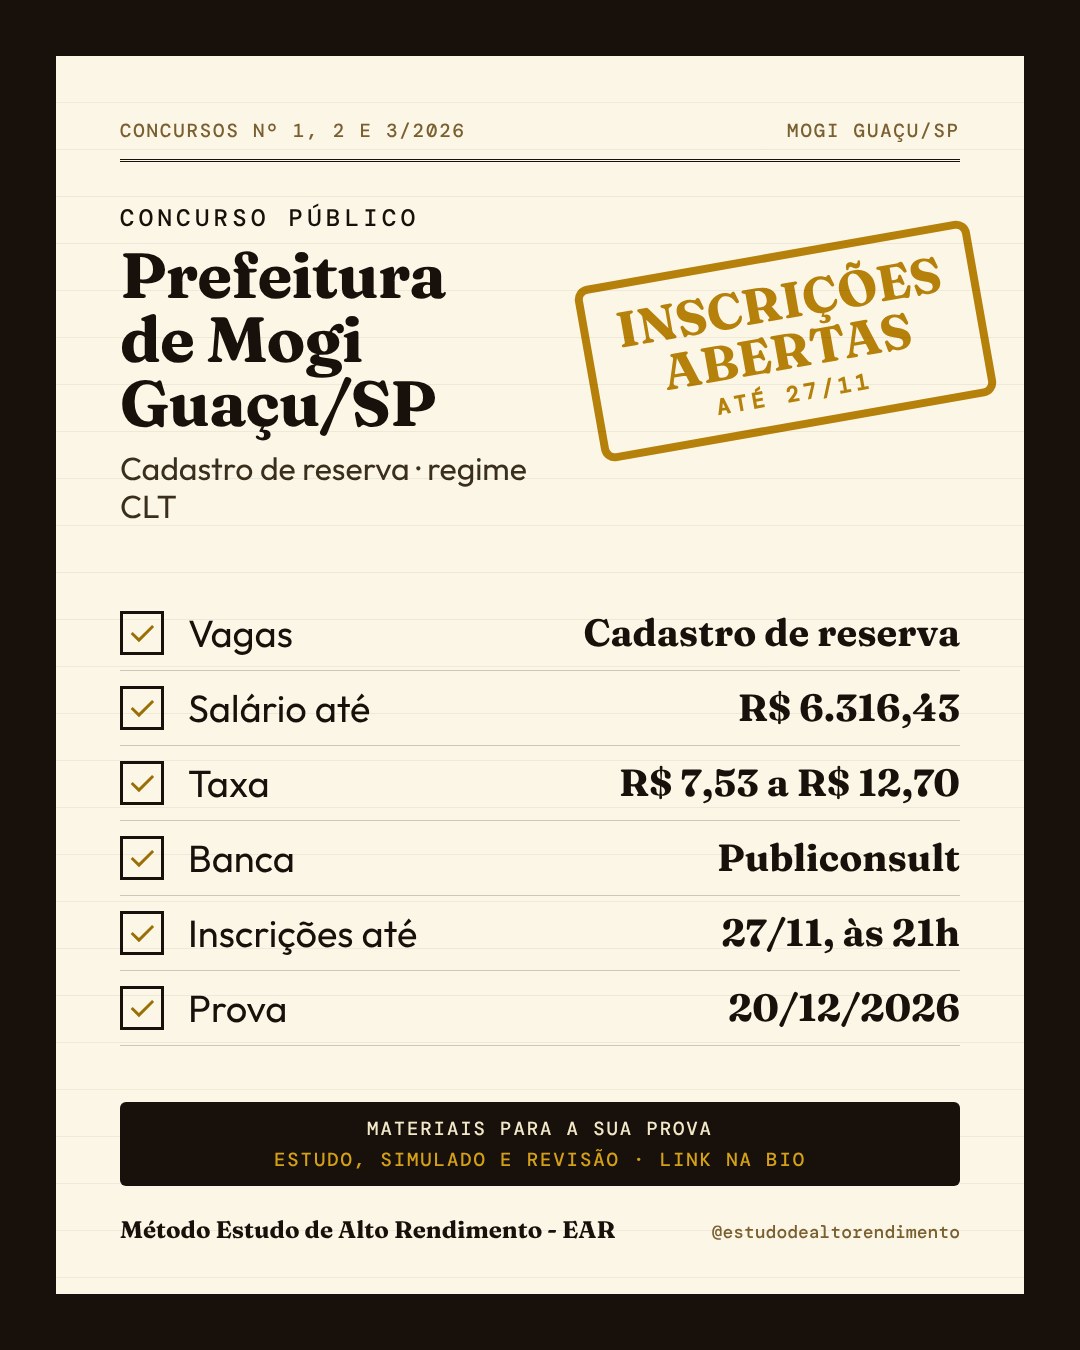 CONCURSOS Nº 1, 2 E 3/2026
MOGI GUAÇU/SP
CONCURSO PÚBLICO
Prefeitura
de Mogi
Guaçu/SP
Cadastro de reserva · regime
CLT
INSCRIÇÕES
ABERTAS
ATÉ 27/11
Vagas Cadastro de reserva
Salário até R$ 6.316,43
Taxa R$ 7,53 a R$ 12,70
Banca Publiconsult
Inscrições até 27/11, às 21h
Prova 20/12/2026
MATERIAIS PARA A SUA PROVA
ESTUDO, SIMULADO E REVISÃO · LINK NA BIO
Método Estudo de Alto Rendimento - EAR
@estudodealtorendimento